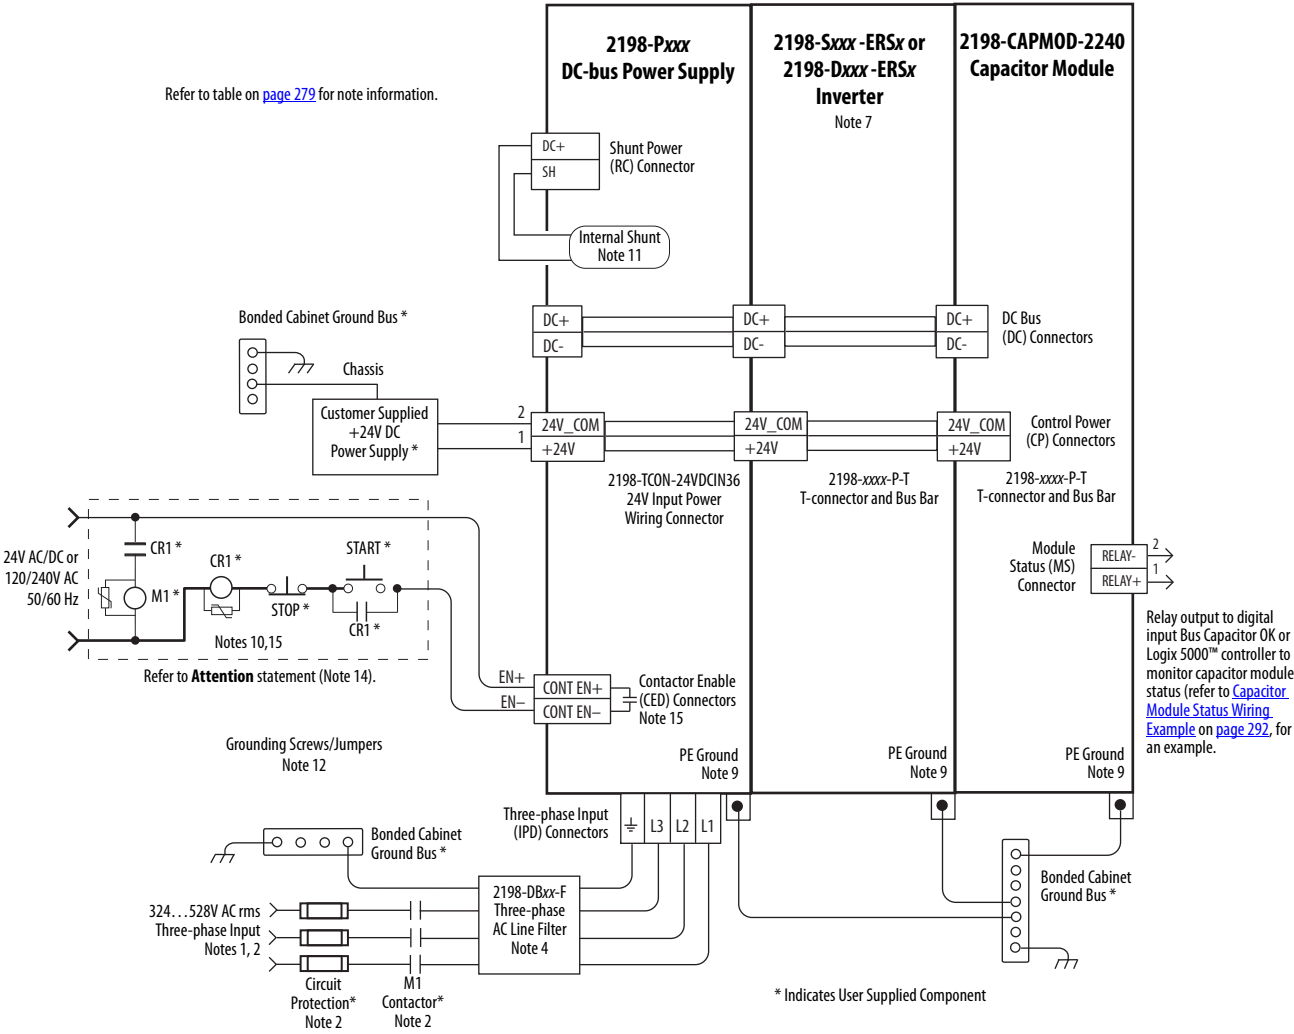 2198-Pxxx
DC-bus Power Supply
2198-Sxxx -ERSx or
2198-Dxxx -ERSx
Inverter
Note 7
2198-CAPMOD-2240
Capacitor Module
Refer to table on page 279 for note information.
DC+
SH
Shunt Power
(RC) Connector
Internal Shunt
Note 11
Bonded Cabinet Ground Bus *
DC+
DC-
DC+
DC-
DC+
DC-
DC Bus
(DC) Connectors
Chassis
Customer Supplied
+24V DC
Power Supply *
2
1
24V_COM
+24V
24V_COM
+24V
24V_COM
+24V
Control Power
(CP) Connectors
2198-TCON-24VDCIN36
24V Input Power
Wiring Connector
2198-xxxx-P-T
T-connector and Bus Bar
2198-xxxx-P-T
T-connector and Bus Bar
24V AC/DC or
120/240V AC
50/60 Hz
CR1 *
M1 *
CR1 *
STOP *
START *
CR1 *
Notes 10,15
Refer to Attention statement (Note 14).
Module
Status (MS)
Connector
RELAY-
RELAY+
2
1
Relay output to digital
input Bus Capacitor OK or
Logix 5000™ controller to
monitor capacitor module
status (refer to Capacitor
Module Status Wiring
Example on page 292, for
an example.
EN+
EN–
CONT EN+
CONT EN–
Contactor Enable
(CED) Connectors
Note 15
Grounding Screws/Jumpers
Note 12
PE Ground
Note 9
PE Ground
Note 9
PE Ground
Note 9
Three-phase Input
(IPD) Connectors
L3
L2
L1
Bonded Cabinet
Ground Bus *
2198-DBxx-F
Three-phase
AC Line Filter
Note 4
Bonded Cabinet
Ground Bus *
324…528V AC rms
Three-phase Input
Notes 1, 2
Circuit
Protection*
Note 2
M1
Contactor*
Note 2
* Indicates User Supplied Component